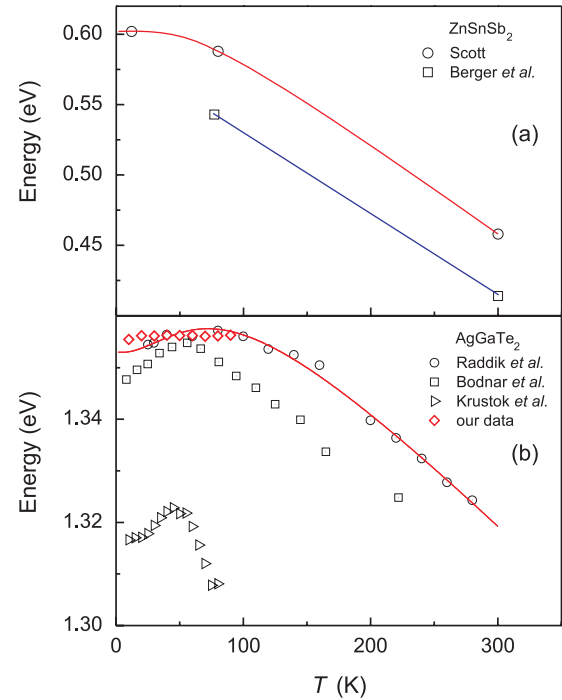 ZnSnSb2
Scott
Berger et al.
(a)
0.60
0.55
0.50
0.45
Energy (eV)
AgGaTe2
Raddik et al.
Bodnar et al.
Krustok et al.
our data
(b)
1.34
1.32
1.30
Energy (eV)
0
100
200
300
T (K)